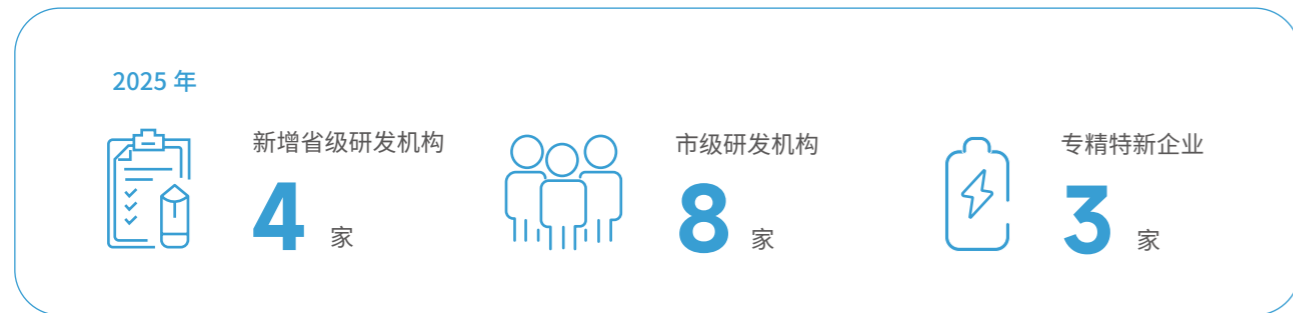 2025 年
新增省级研发机构
4 家
市级研发机构
8 家
专精特新企业
3 家